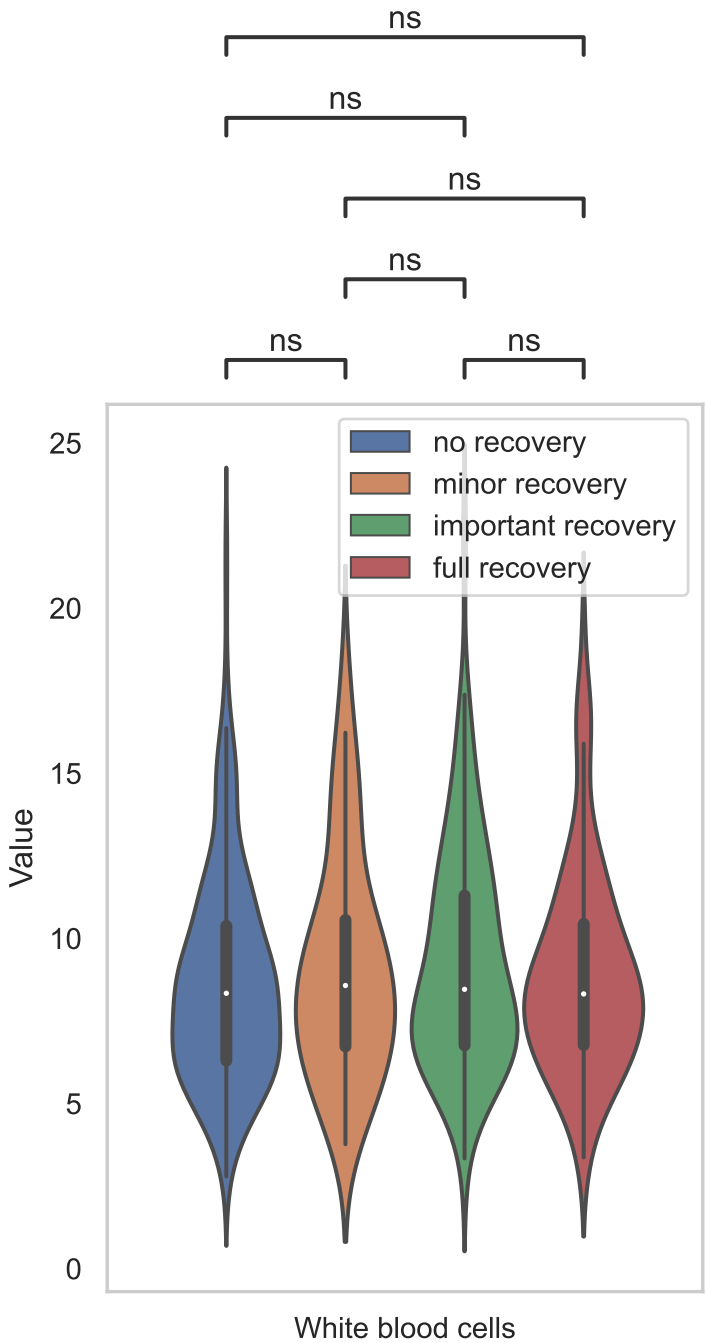 ns
ns
ns
ns
ns ns
25
no recovery
minor recovery
important recovery
full recovery
20
15
Value
10
5
0
White blood cells